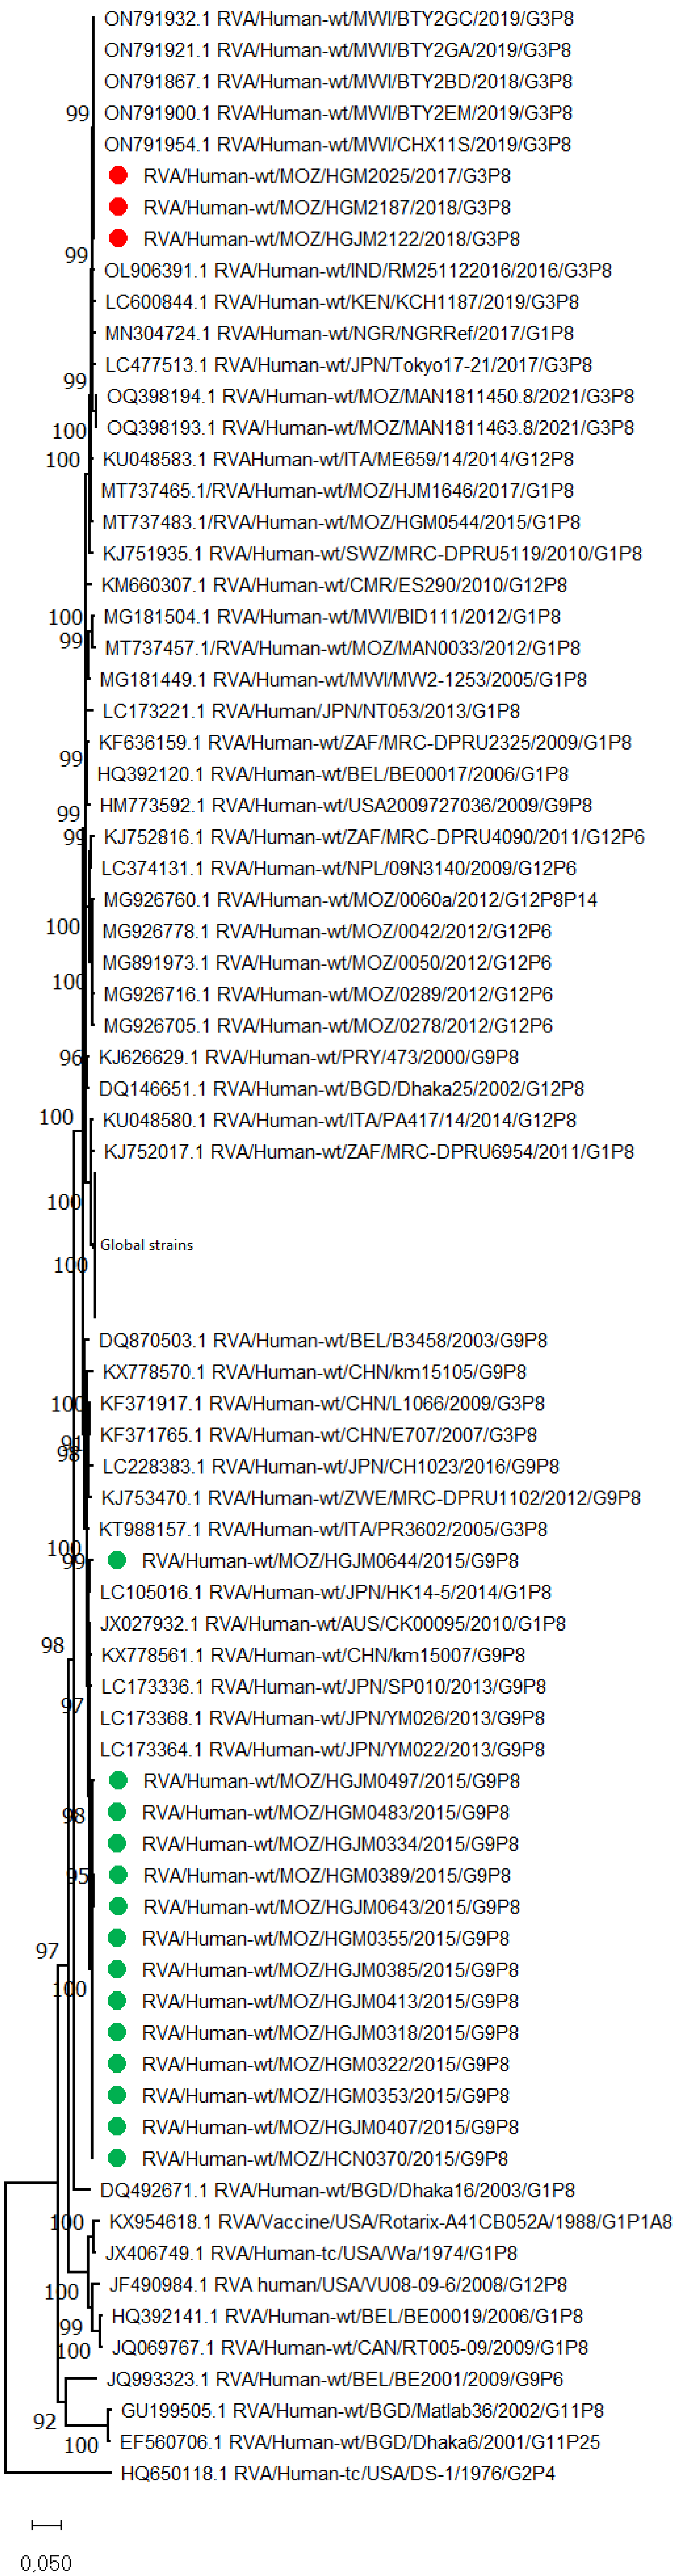 ON791932.1 RVA/Human-wt/MWI/BTY2GC/2019/G3P8
ON791921.1 RVA/Human-wt/MWI/BTY2GA/2019/G3P8
ON791867.1 RVA/Human-wt/MWI/BTY2BD/2018/G3P8
99
ON791900.1 RVA/Human-wt/MWI/BTY2EM/2019/G3P8
ON791954.1 RVA/Human-wt/MWI/CHX11S/2019/G3P8
RVA/Human-wt/MOZ/HGM2025/2017/G3P8
RVA/Human-wt/MOZ/HGM2187/2018/G3P8
RVA/Human-wt/MOZ/HGJM2122/2018/G3P8
99
OL906391.1 RVA/Human-wt/IND/RM251122016/2016/G3P8
LC600844.1 RVA/Human-wt/KEN/KCH1187/2019/G3P8
MN304724.1 RVA/Human-wt/NGR/NGRRef/2017/G1P8
LC477513.1 RVA/Human-wt/JPN/Tokyo17-21/2017/G3P8
99
OQ398194.1 RVA/Human-wt/MOZ/MAN1811450.8/2021/G3P8
OQ398193.1 RVA/Human-wt/MOZ/MAN1811463.8/2021/G3P8
100
100
KU048583.1 RVAHuman-wt/ITA/ME659/14/2014/G12P8
MT737465.1/RVA/Human-wt/MOZ/HJM1646/2017/G1P8
MT737483.1/RVA/Human-wt/MOZ/HGM0544/2015/G1P8
KJ751935.1 RVA/Human-wt/SWZ/MRC-DPRU5119/2010/G1P8
KM660307.1 RVA/Human-wt/CMR/ES290/2010/G12P8
100
MG181504.1 RVA/Human-wt/MWI/BID111/2012/G1P8
99
MT737457.1/RVA/Human-wt/MOZ/MAN0033/2012/G1P8
MG181449.1 RVA/Human-wt/MWI/MW2-1253/2005/G1P8
LC173221.1 RVA/Human/JPN/NT053/2013/G1P8
KF636159.1 RVA/Human-wt/ZAF/MRC-DPRU2325/2009/G1P8
99
HQ392120.1 RVA/Human-wt/BEL/BE00017/2006/G1P8
HM773592.1 RVA/Human-wt/USA2009727036/2009/G9P8
99
99
KJ752816.1 RVA/Human-wt/ZAF/MRC-DPRU4090/2011/G12P6
LC374131.1 RVA/Human-wt/NPL/09N3140/2009/G12P6
MG926760.1 RVA/Human-wt/MOZ/0060a/2012/G12P8P14
100
MG926778.1 RVA/Human-wt/MOZ/0042/2012/G12P6
MG891973.1 RVA/Human-wt/MOZ/0050/2012/G12P6
100
MG926716.1 RVA/Human-wt/MOZ/0289/2012/G12P6
MG926705.1 RVA/Human-wt/MOZ/0278/2012/G12P6
96
KJ626629.1 RVA/Human-wt/PRY/473/2000/G9P8
DQ146651.1 RVA/Human-wt/BGD/Dhaka25/2002/G12P8
100
KU048580.1 RVA/Human-wt/ITA/PA417/14/2014/G12P8
KJ752017.1 RVA/Human-wt/ZAF/MRC-DPRU6954/2011/G1P8
100
Global strains
100
DQ870503.1 RVA/Human-wt/BEL/B3458/2003/G9P8
KX778570.1 RVA/Human-wt/CHN/km15105/G9P8
100
KF371917.1 RVA/Human-wt/CHN/L1066/2009/G3P8
KF371765.1 RVA/Human-wt/CHN/E707/2007/G3P8
91
98
LC228383.1 RVA/Human-wt/JPN/CH1023/2016/G9P8
KJ753470.1 RVA/Human-wt/ZWE/MRC-DPRU1102/2012/G9P8
KT988157.1 RVA/Human-wt/ITA/PR3602/2005/G3P8
100
99
RVA/Human-wt/MOZ/HGJM0644/2015/G9P8
LC105016.1 RVA/Human-wt/JPN/HK14-5/2014/G1P8
JX027932.1 RVA/Human-wt/AUS/CK00095/2010/G1P8
98
KX778561.1 RVA/Human-wt/CHN/km15007/G9P8
LC173336.1 RVA/Human-wt/JPN/SP010/2013/G9P8
97
LC173368.1 RVA/Human-wt/JPN/YM026/2013/G9P8
LC173364.1 RVA/Human-wt/JPN/YM022/2013/G9P8
RVA/Human-wt/MOZ/HGJM0497/2015/G9P8
98
RVA/Human-wt/MOZ/HGM0483/2015/G9P8
RVA/Human-wt/MOZ/HGJM0334/2015/G9P8
95
RVA/Human-wt/MOZ/HGM0389/2015/G9P8
RVA/Human-wt/MOZ/HGJM0643/2015/G9P8
RVA/Human-wt/MOZ/HGM0355/2015/G9P8
97
RVA/Human-wt/MOZ/HGJM0385/2015/G9P8
100
RVA/Human-wt/MOZ/HGJM0413/2015/G9P8
RVA/Human-wt/MOZ/HGJM0318/2015/G9P8
RVA/Human-wt/MOZ/HGM0322/2015/G9P8
RVA/Human-wt/MOZ/HGM0353/2015/G9P8
RVA/Human-wt/MOZ/HGJM0407/2015/G9P8
RVA/Human-wt/MOZ/HCN0370/2015/G9P8
DQ492671.1 RVA/Human-wt/BGD/Dhaka16/2003/G1P8
100
KX954618.1 RVA/Vaccine/USA/Rotarix-A41CB052A/1988/G1P1A8
JX406749.1 RVA/Human-tc/USA/Wa/1974/G1P8
100
JF490984.1 RVA human/USA/VU08-09-6/2008/G12P8
99
HQ392141.1 RVA/Human-wt/BEL/BE00019/2006/G1P8
100
JQ069767.1 RVA/Human-wt/CAN/RT005-09/2009/G1P8
JQ993323.1 RVA/Human-wt/BEL/BE2001/2009/G9P6
92
GU199505.1 RVA/Human-wt/BGD/Matlab36/2002/G11P8
100
EF560706.1 RVA/Human-wt/BGD/Dhaka6/2001/G11P25
HQ650118.1 RVA/Human-tc/USA/DS-1/1976/G2P4
0,050